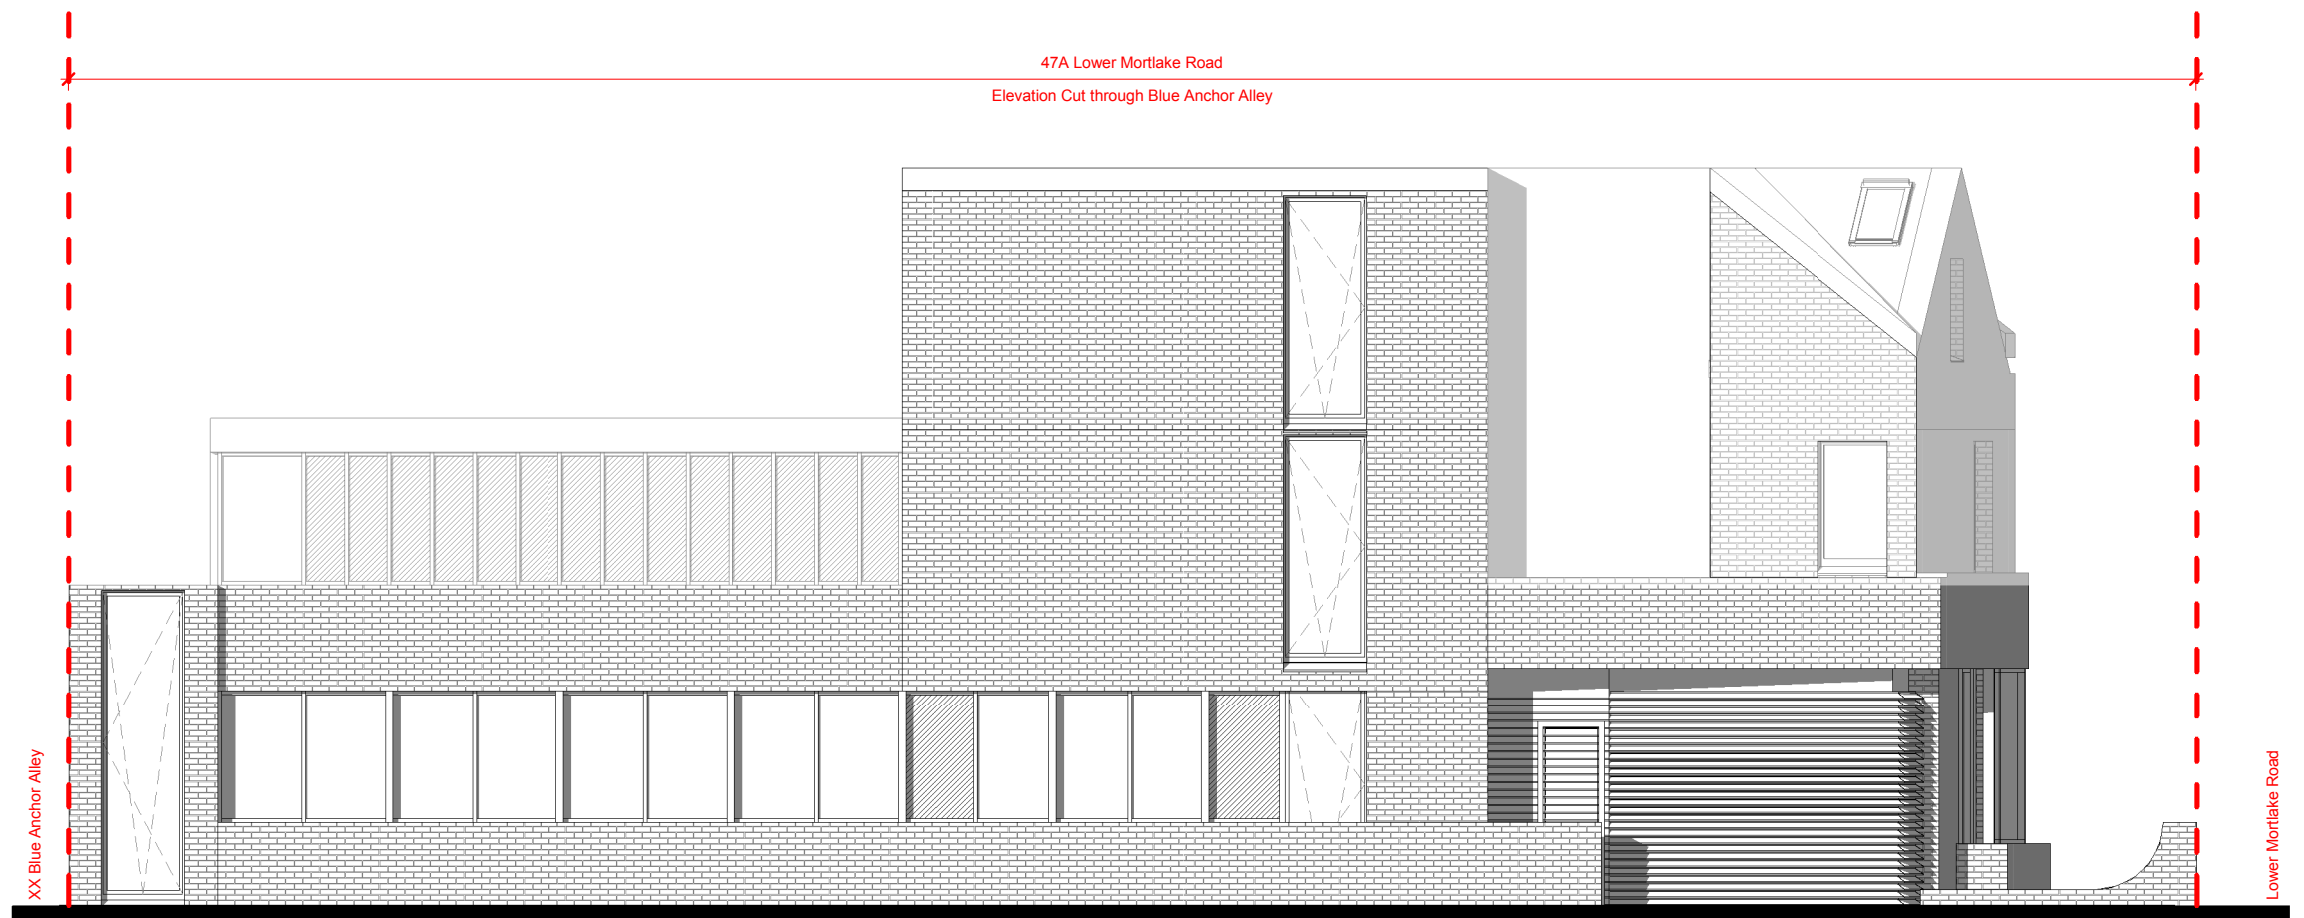 47A Lower Mortlake Road
Elevation Cut through Blue Anchor Alley
XX Blue Anchor Alley
Lower Mortlake Road